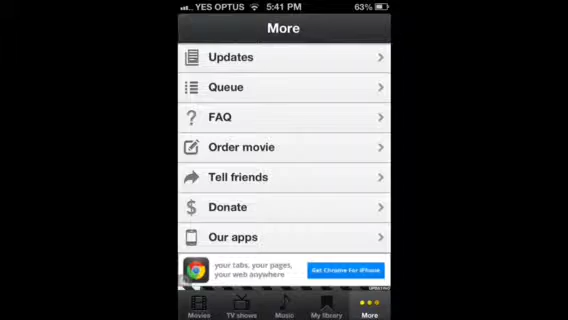 YES OPTUS 5:41 PM 63%
More
Updates
Queue
FAQ
Order movie
Tell friends
Donate
Our apps
your tabs, your pages,
your web anywhere
Get Chrome For iPhone
Movies TV shows Music My library More